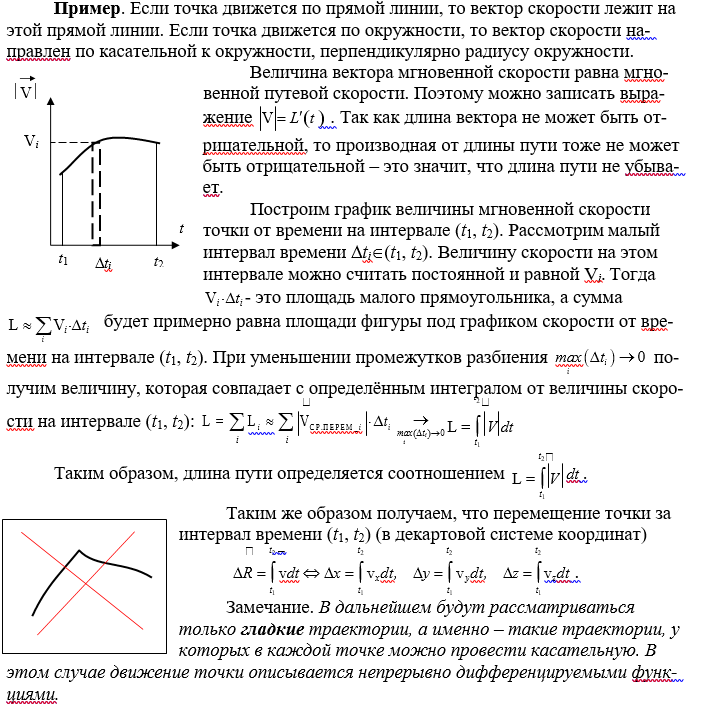 Пример. Если точка движется по прямой линии, то вектор скорости лежит на
этой прямой линии. Если точка движется по окружности, то вектор скорости на-
правлен по касательной к окружности, перпендикулярно радиусу окружности.
Величина вектора мгновенной скорости равна мгно-
венной путевой скорости. Поэтому можно записать выра-
жение |V| = L′(t). Так как длина вектора не может быть от-
рицательной, то производная от длины пути тоже не может
быть отрицательной – это значит, что длина пути не убыва-
ет.
|V|
Vi
t
t1
Δti
t2
Построим график величины мгновенной скорости
точки от времени на интервале (t1, t2). Рассмотрим малый
интервал времени Δti∈(t1, t2). Величину скорости на этом
интервале можно считать постоянной и равной Vi. Тогда
Vi·Δti - это площадь малого прямоугольника, а сумма
L ≈ ∑i Vi·Δti будет примерно равна площади фигуры под графиком скорости от вре-
мени на интервале (t1, t2). При уменьшении промежутков разбиения max i (Δti) → 0 по-
лучим величину, которая совпадает с определённым интегралом от величины скоро-
сти на интервале (t1, t2): L = ∑i Li ≈ ∑i |VСР.ПЕРЕМ_i|·Δti → max i (Δti)→0 L = ∫t1t2 |V|dt
Таким образом, длина пути определяется соотношением L = ∫t1t2 |V|dt.
Таким же образом получаем, что перемещение точки за
интервал времени (t1, t2) (в декартовой системе координат)
ΔR = ∫t1t2 vdt ⇔ Δx = ∫t1t2 vxdt, Δy = ∫t1t2 vydt, Δz = ∫t1t2 vzdt.
Замечание. В дальнейшем будут рассматриваться
только гладкие траектории, а именно – такие траектории, у
которых в каждой точке можно провести касательную. В
этом случае движение точки описывается непрерывно дифференцируемыми функ-
циями.